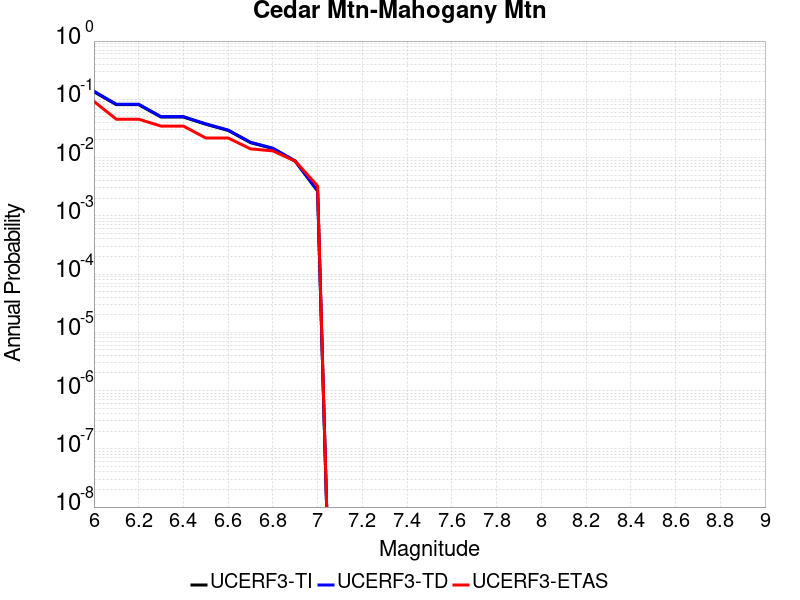 Cedar Mtn-Mahogany Mtn
10^0
10^-1
10^-2
10^-3
10^-4
10^-5
10^-6
10^-7
10^-8
Annual Probability
6 6.2 6.4 6.6 6.8 7 7.2 7.4 7.6 7.8 8 8.2 8.4 8.6 8.8 9
Magnitude
UCERF3-TI UCERF3-TD UCERF3-ETAS